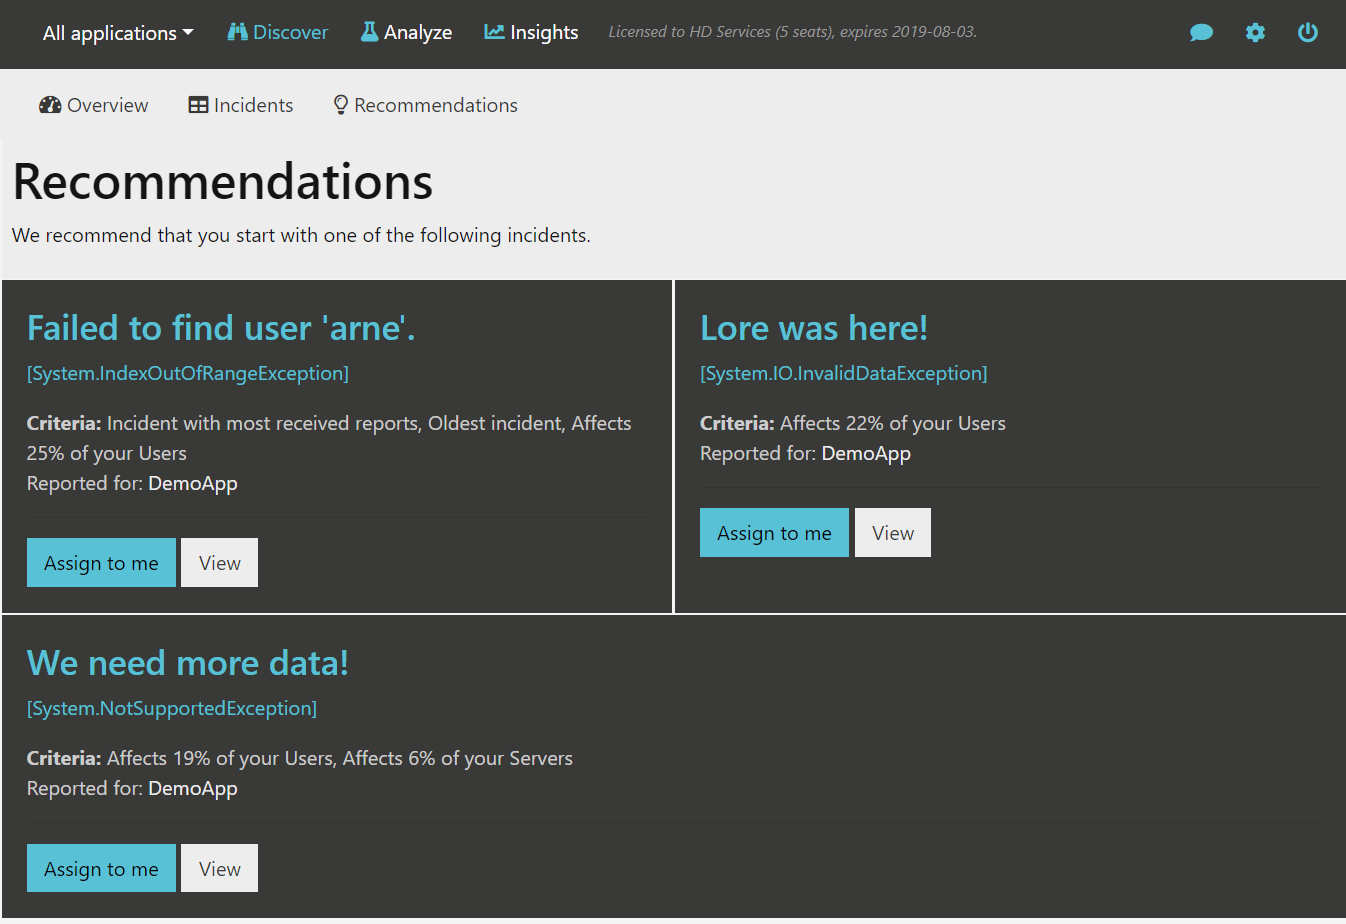 All applications Discover Analyze Insights Licensed to HD Services (5 seats), expires 2019-08-03.
Overview Incidents Recommendations
Recommendations
We recommend that you start with one of the following incidents.
Failed to find user 'arne'.
[System.IndexOutOfRangeException]
Criteria: Incident with most received reports, Oldest incident, Affects
25% of your Users
Reported for: DemoApp
Assign to me View
Lore was here!
[System.IO.InvalidDataException]
Criteria: Affects 22% of your Users
Reported for: DemoApp
Assign to me View
We need more data!
[System.NotSupportedException]
Criteria: Affects 19% of your Users, Affects 6% of your Servers
Reported for: DemoApp
Assign to me View